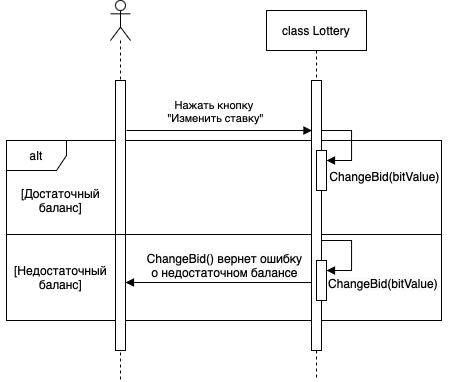 class Lottery
Нажать кнопку
"Изменить ставку"
alt
ChangeBid(bitValue)
[Достаточный
баланс]
ChangeBid() вернет ошибку
о недостаточном балансе
[Недостаточный
баланс]
ChangeBid(bitValue)